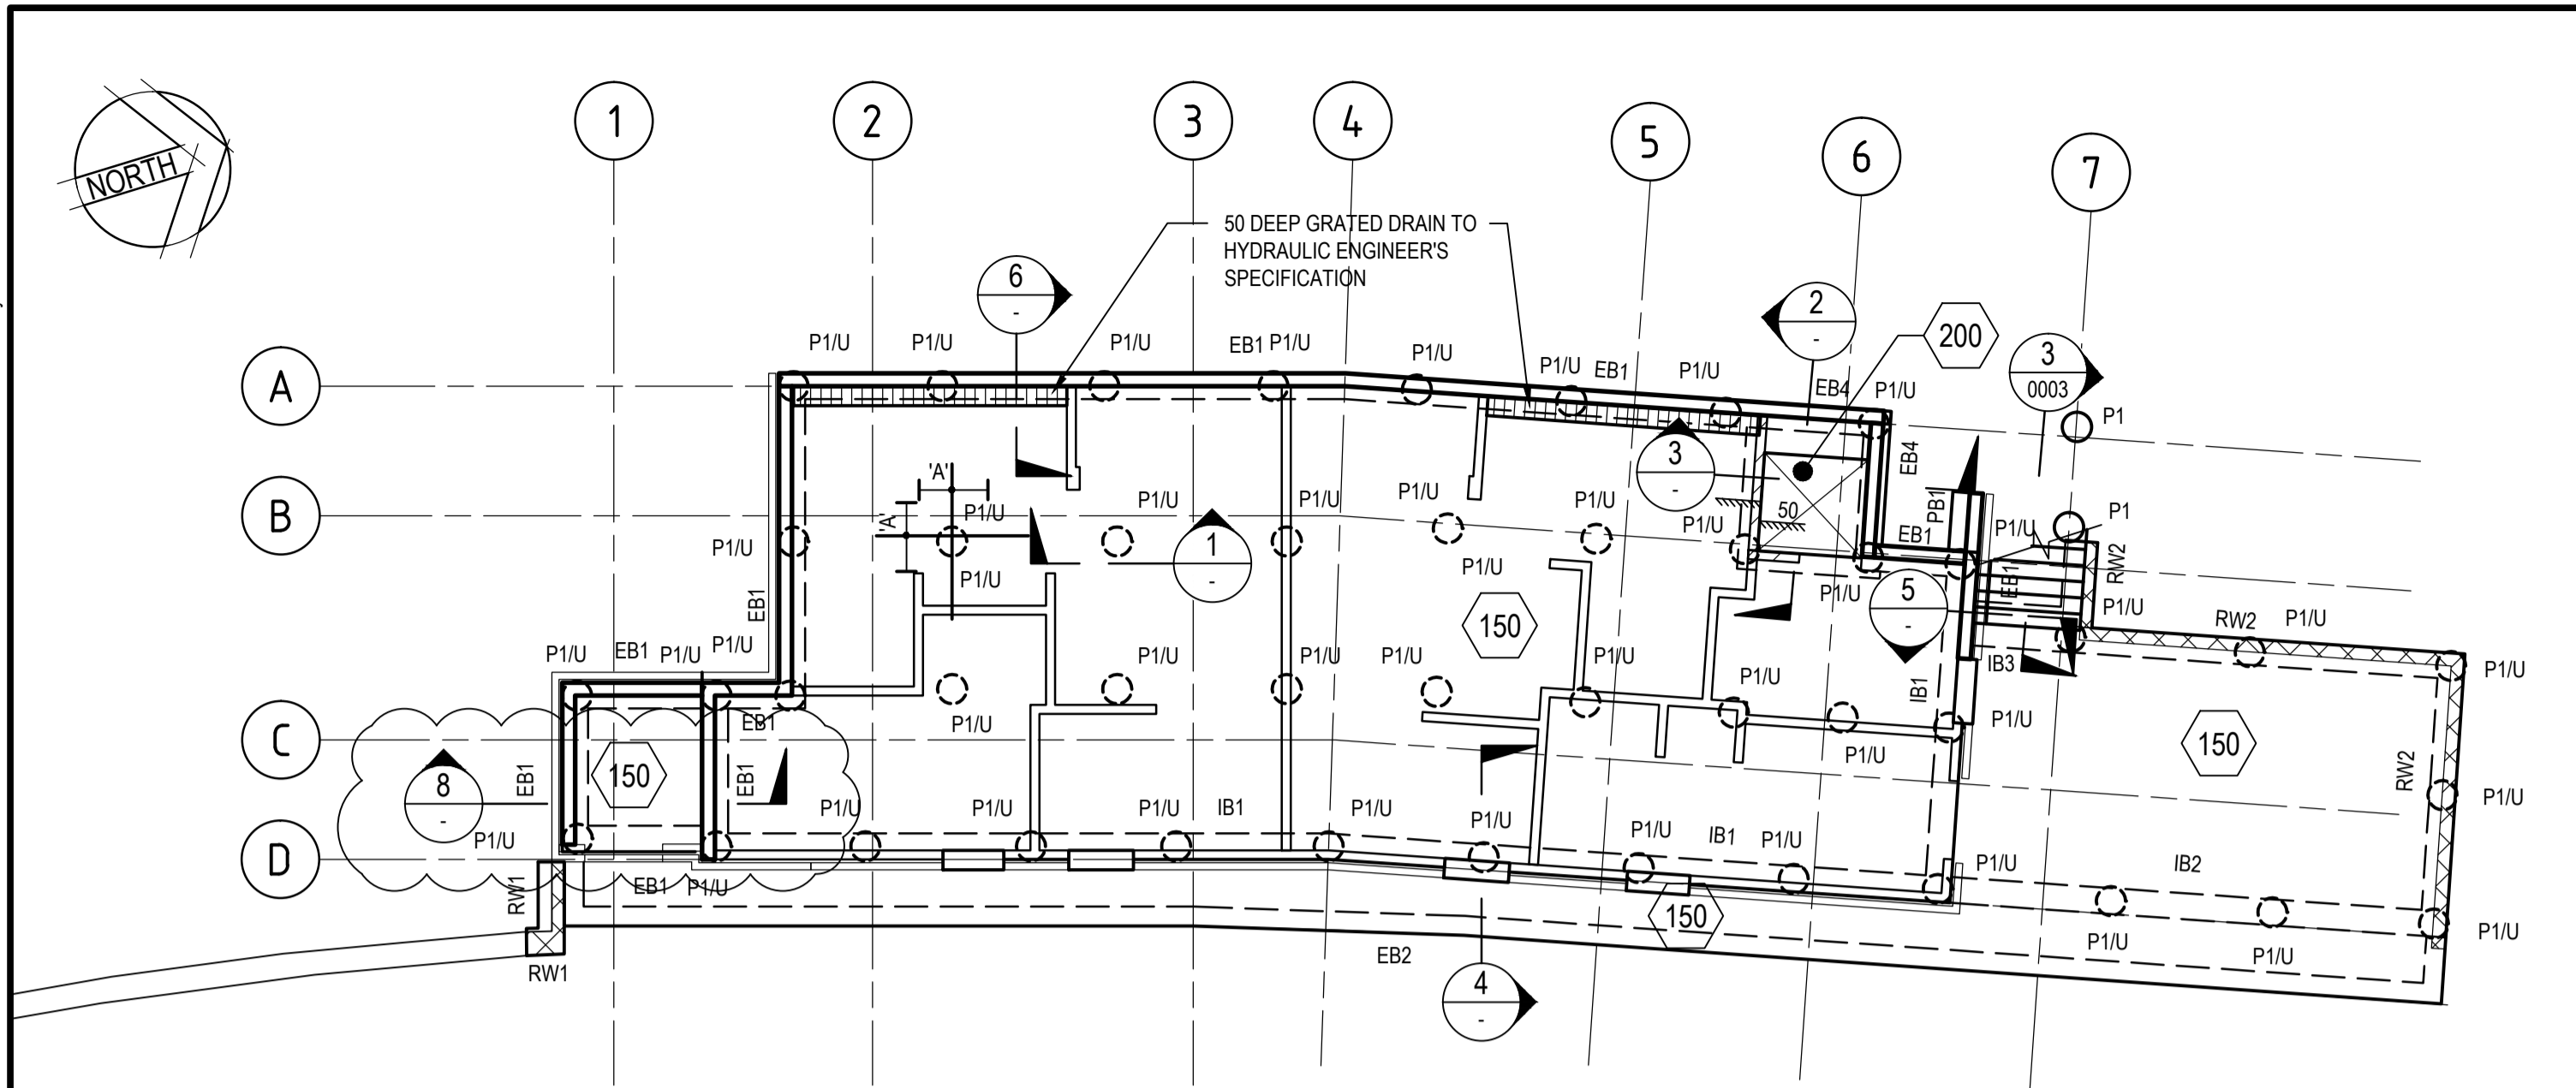 NORTH
1
2
3
4
5
6
7
50 DEEP GRATED DRAIN TO
HYDRAULIC ENGINEER'S
SPECIFICATION
6
-
2
-
200
3
0003
A
P1/U
P1/U
P1/U
EB1 P1/U
P1/U
P1/U
EB1
P1/U
EB4
P1/U
P1
3
-
EB4
B
'A'
'A'
P1/U
P1/U
P1/U
P1/U
P1/U
P1/U
50
PB1
P1/U
P1
EB1
P1/U
1
-
P1/U
P1/U
150
P1/U
5
-
EB1
RW2
P1/U
EB1
RW2
P1/U
P1/U
EB1
P1/U
P1/U
P1/U
P1/U
P1/U
P1/U
IB3
P1/U
P1/U
IB1
C
EB1
P1/U
P1/U
P1/U
150
8
-
EB1
150
EB1
RW2
P1/U
P1/U
P1/U
P1/U
P1/U
IB1
P1/U
P1/U
P1/U
IB1
P1/U
D
P1/U
IB2
RW1
EB1
P1/U
150
P1/U
P1/U
P1/U
RW1
EB2
4
-